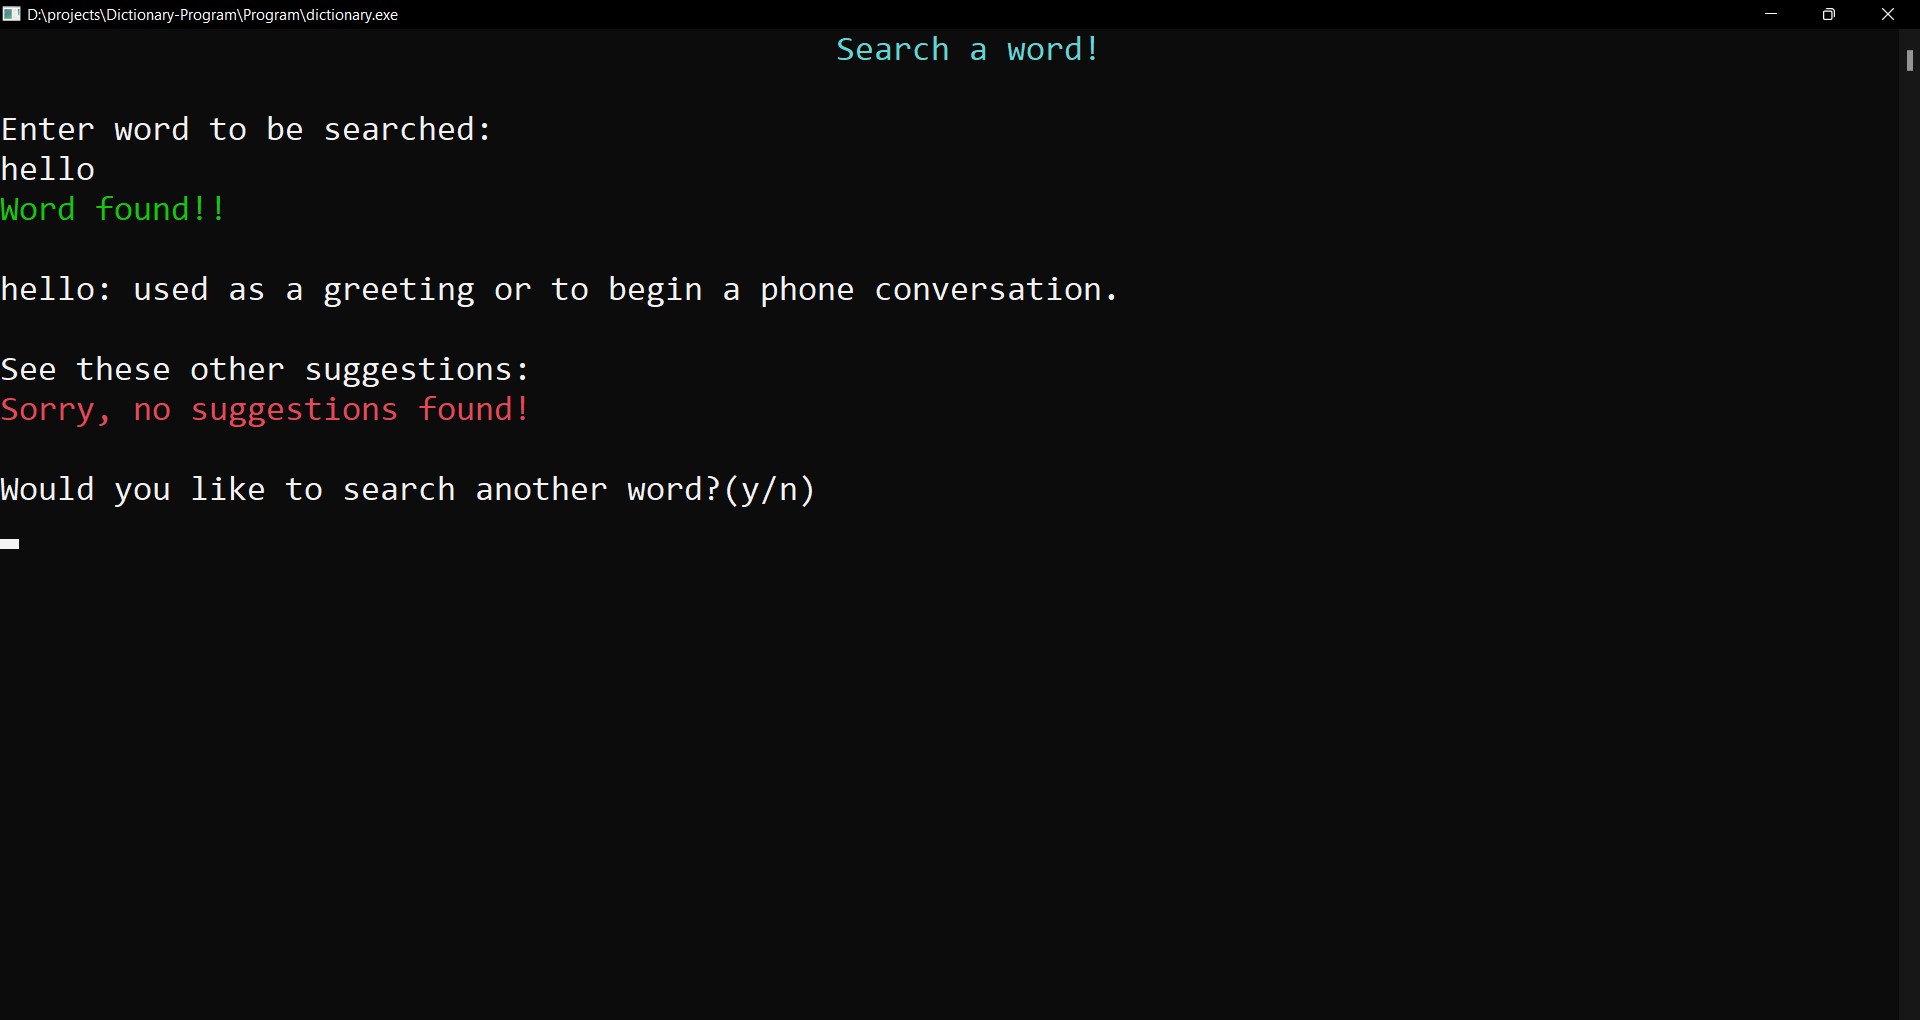 D:\projects\Dictionary-Program\Program\dictionary.exe
Search a word!
Enter word to be searched:
hello
Word found!!
hello: used as a greeting or to begin a phone conversation.
See these other suggestions:
Sorry, no suggestions found!
Would you like to search another word?(y/n)